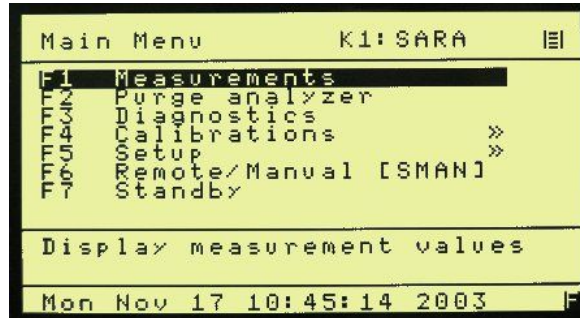 Main Menu K1: SARA
F1 Measurements
F2 Purge analyzer
F3 Diagnostics
F4 Calibrations »
F5 Setup »
F6 Remote/Manual [SMAN]
F7 Standby
Display measurement values
Mon Nov 17 10:45:14 2003 F